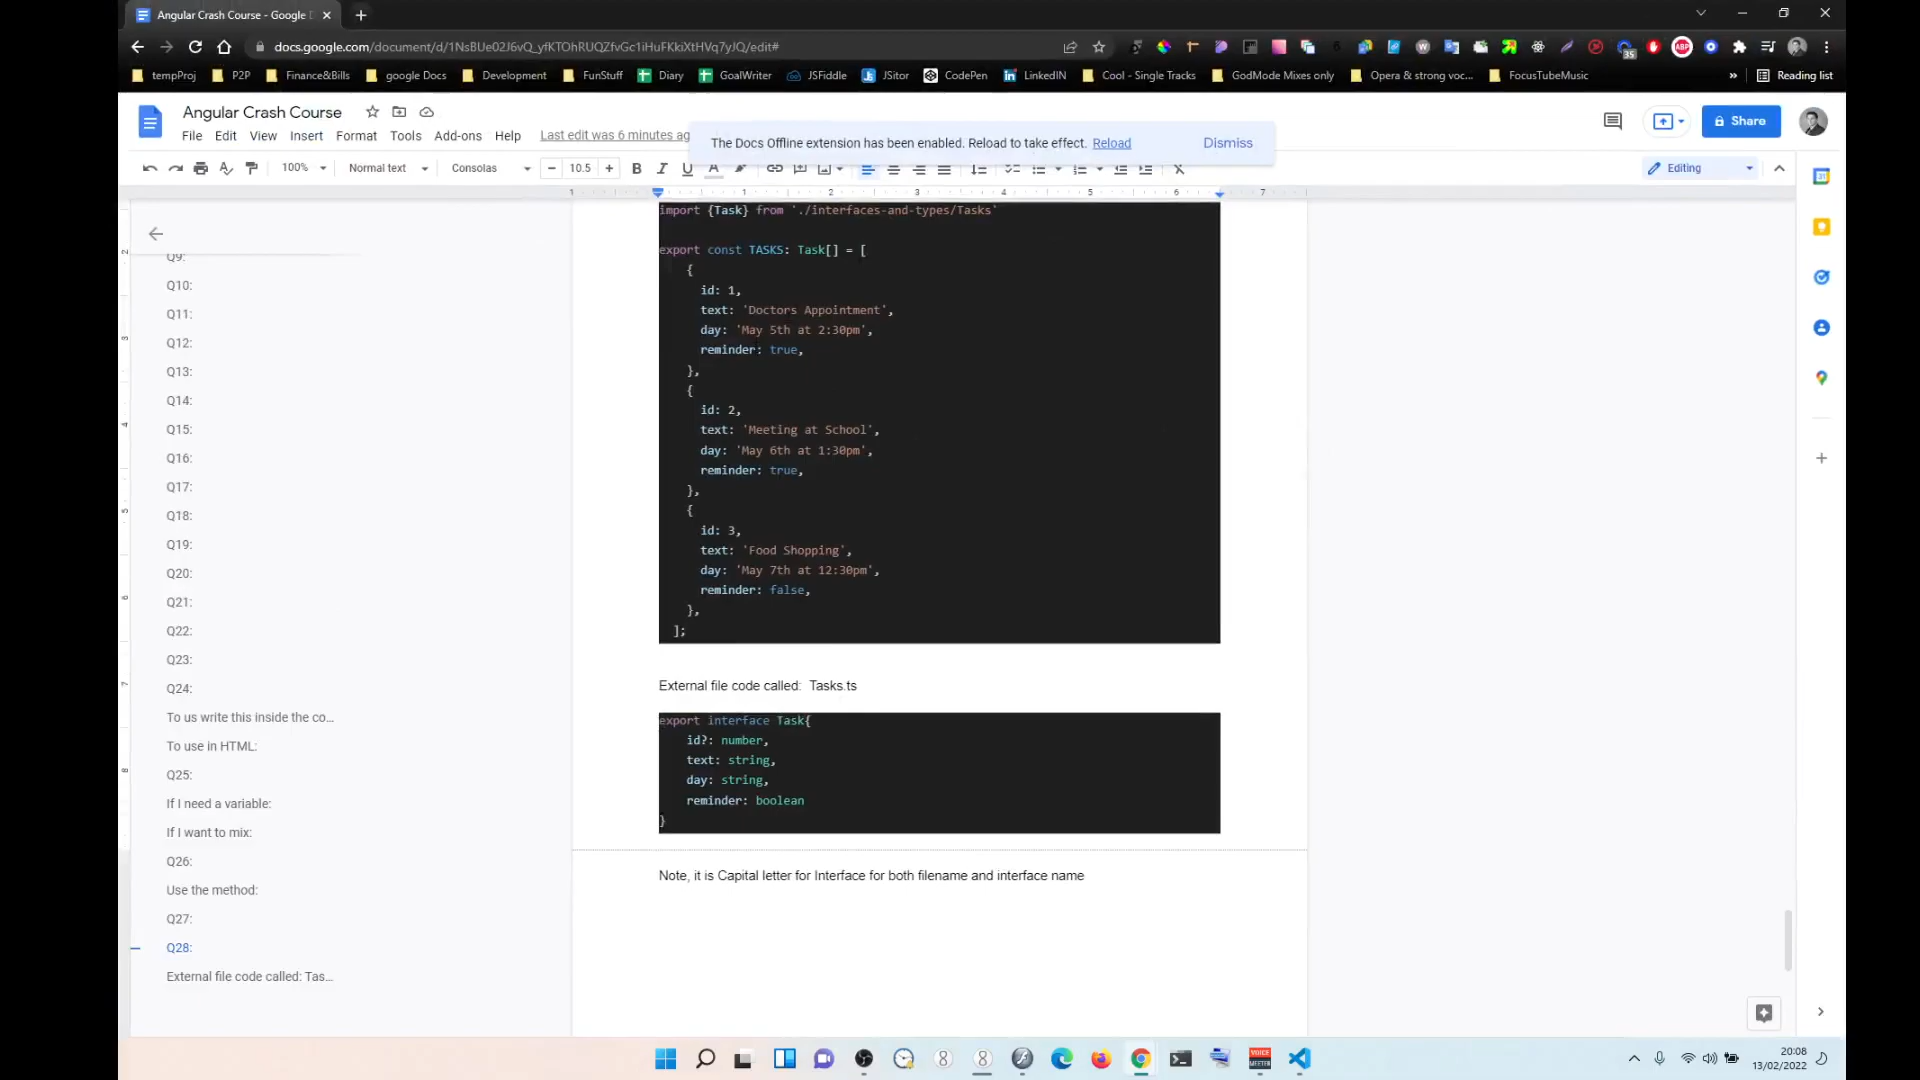 Angular Crash Course - Google D
docs.google.com/document/d/1NsBUe02J6vQ_yfKTOhRUQZfvGc1iHuFKkiXtHVq7yJQ/edit#
tempProj P2P Finance&Bills google Docs Development FunStuff Diary GoalWriter JSFiddle JSitor CodePen LinkedIN Cool - Single Tracks GodMode Mixes only Opera & strong voc... FocusTubeMusic » Reading list
Angular Crash Course
File Edit View Insert Format Tools Add-ons Help Last edit was 6 minutes ag
The Docs Offline extension has been enabled. Reload to take effect. Reload Dismiss
Share
100% Normal text Consolas 10.5 Editing
1 1 2 3 4 5 6 7
Q9:
Q10:
Q11:
Q12:
Q13:
Q14:
Q15:
Q16:
Q17:
Q18:
Q19:
Q20:
Q21:
Q22:
Q23:
Q24:
To us write this inside the co...
To use in HTML:
Q25:
If I need a variable:
If I want to mix:
Q26:
Use the method:
Q27:
Q28:
External file code called: Tas...
import {Task} from './interfaces-and-types/Tasks'
export const TASKS: Task[] = [
{
id: 1,
text: 'Doctors Appointment',
day: 'May 5th at 2:30pm',
reminder: true,
},
{
id: 2,
text: 'Meeting at School',
day: 'May 6th at 1:30pm',
reminder: true,
},
{
id: 3,
text: 'Food Shopping',
day: 'May 7th at 12:30pm',
reminder: false,
},
];
External file code called: Tasks.ts
export interface Task{
id?: number,
text: string,
day: string,
reminder: boolean
}
Note, it is Capital letter for Interface for both filename and interface name
20:08
13/02/2022